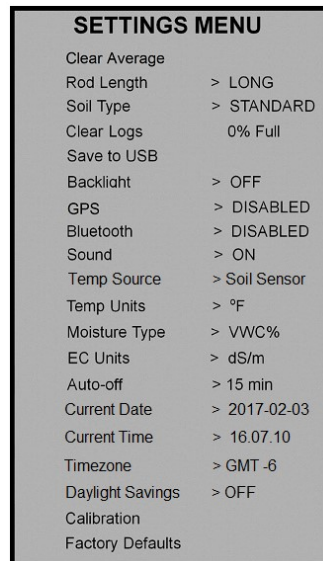 SETTINGS MENU
Clear Average
Rod Length > LONG
Soil Type > STANDARD
Clear Logs 0% Full
Save to USB
Backlight > OFF
GPS > DISABLED
Bluetooth > DISABLED
Sound > ON
Temp Source > Soil Sensor
Temp Units > ºF
Moisture Type > VWC%
EC Units > dS/m
Auto-off > 15 min
Current Date > 2017-02-03
Current Time > 16.07.10
Timezone > GMT -6
Daylight Savings > OFF
Calibration
Factory Defaults